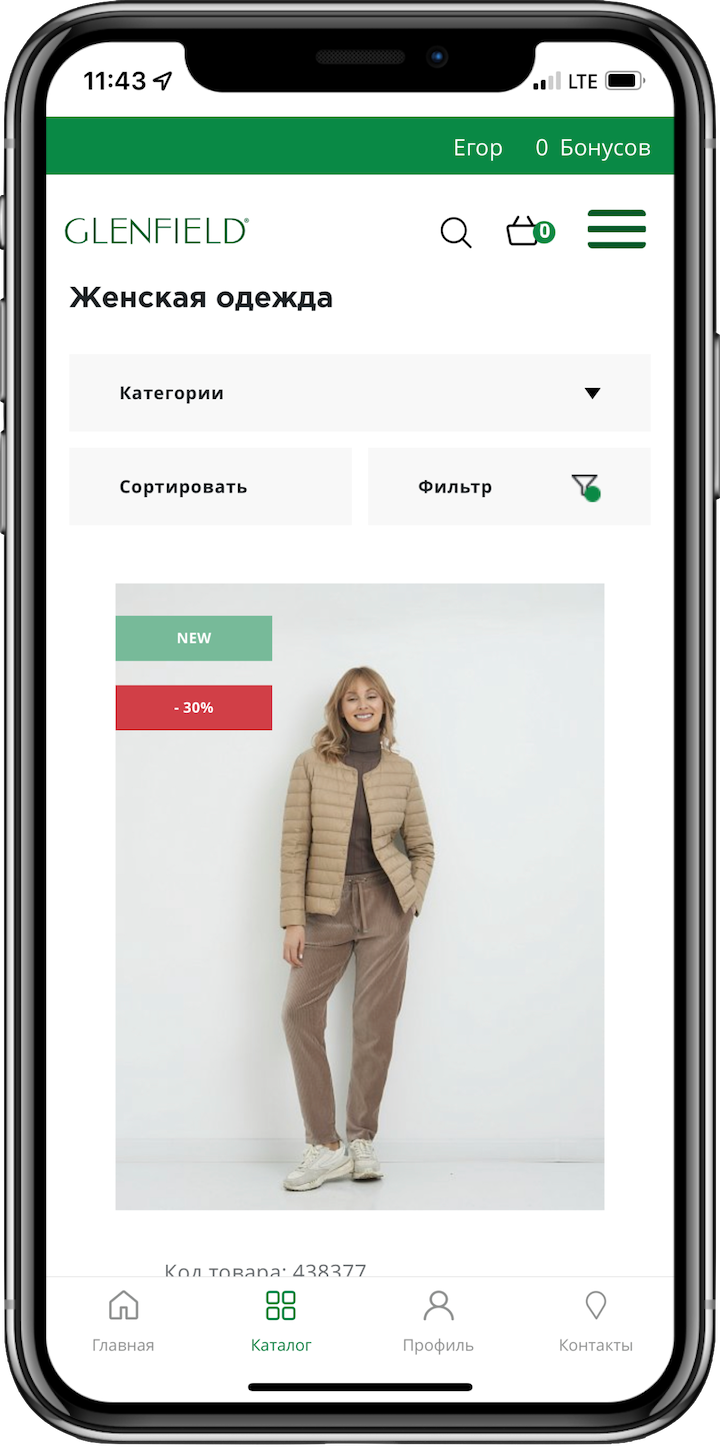 11:43 LTE
Егор 0 Бонусов
GLENFIELD® 0
Женская одежда
Категории
Сортировать Фильтр
NEW
- 30%
Код товара: 438377
Главная Каталог Профиль Контакты